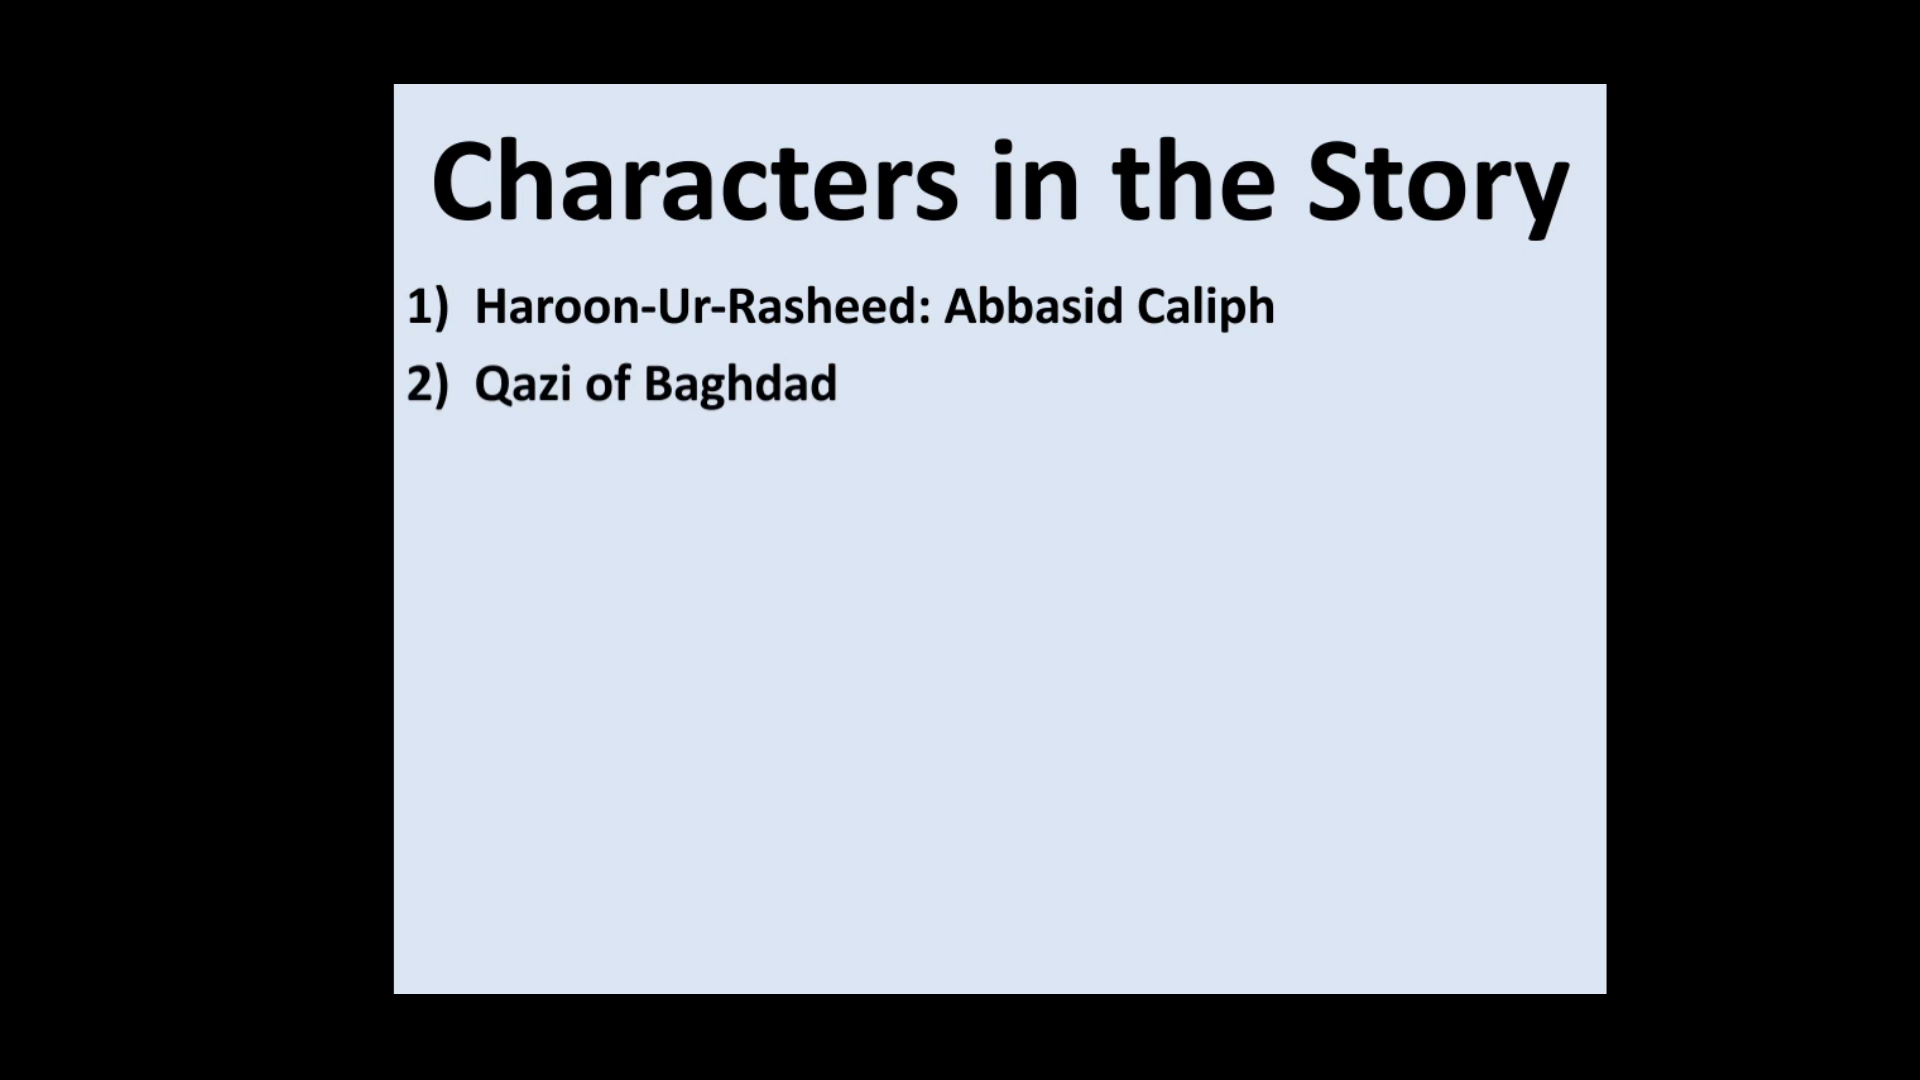 Characters in the Story
1) Haroon-Ur-Rasheed: Abbasid Caliph
2) Qazi of Baghdad